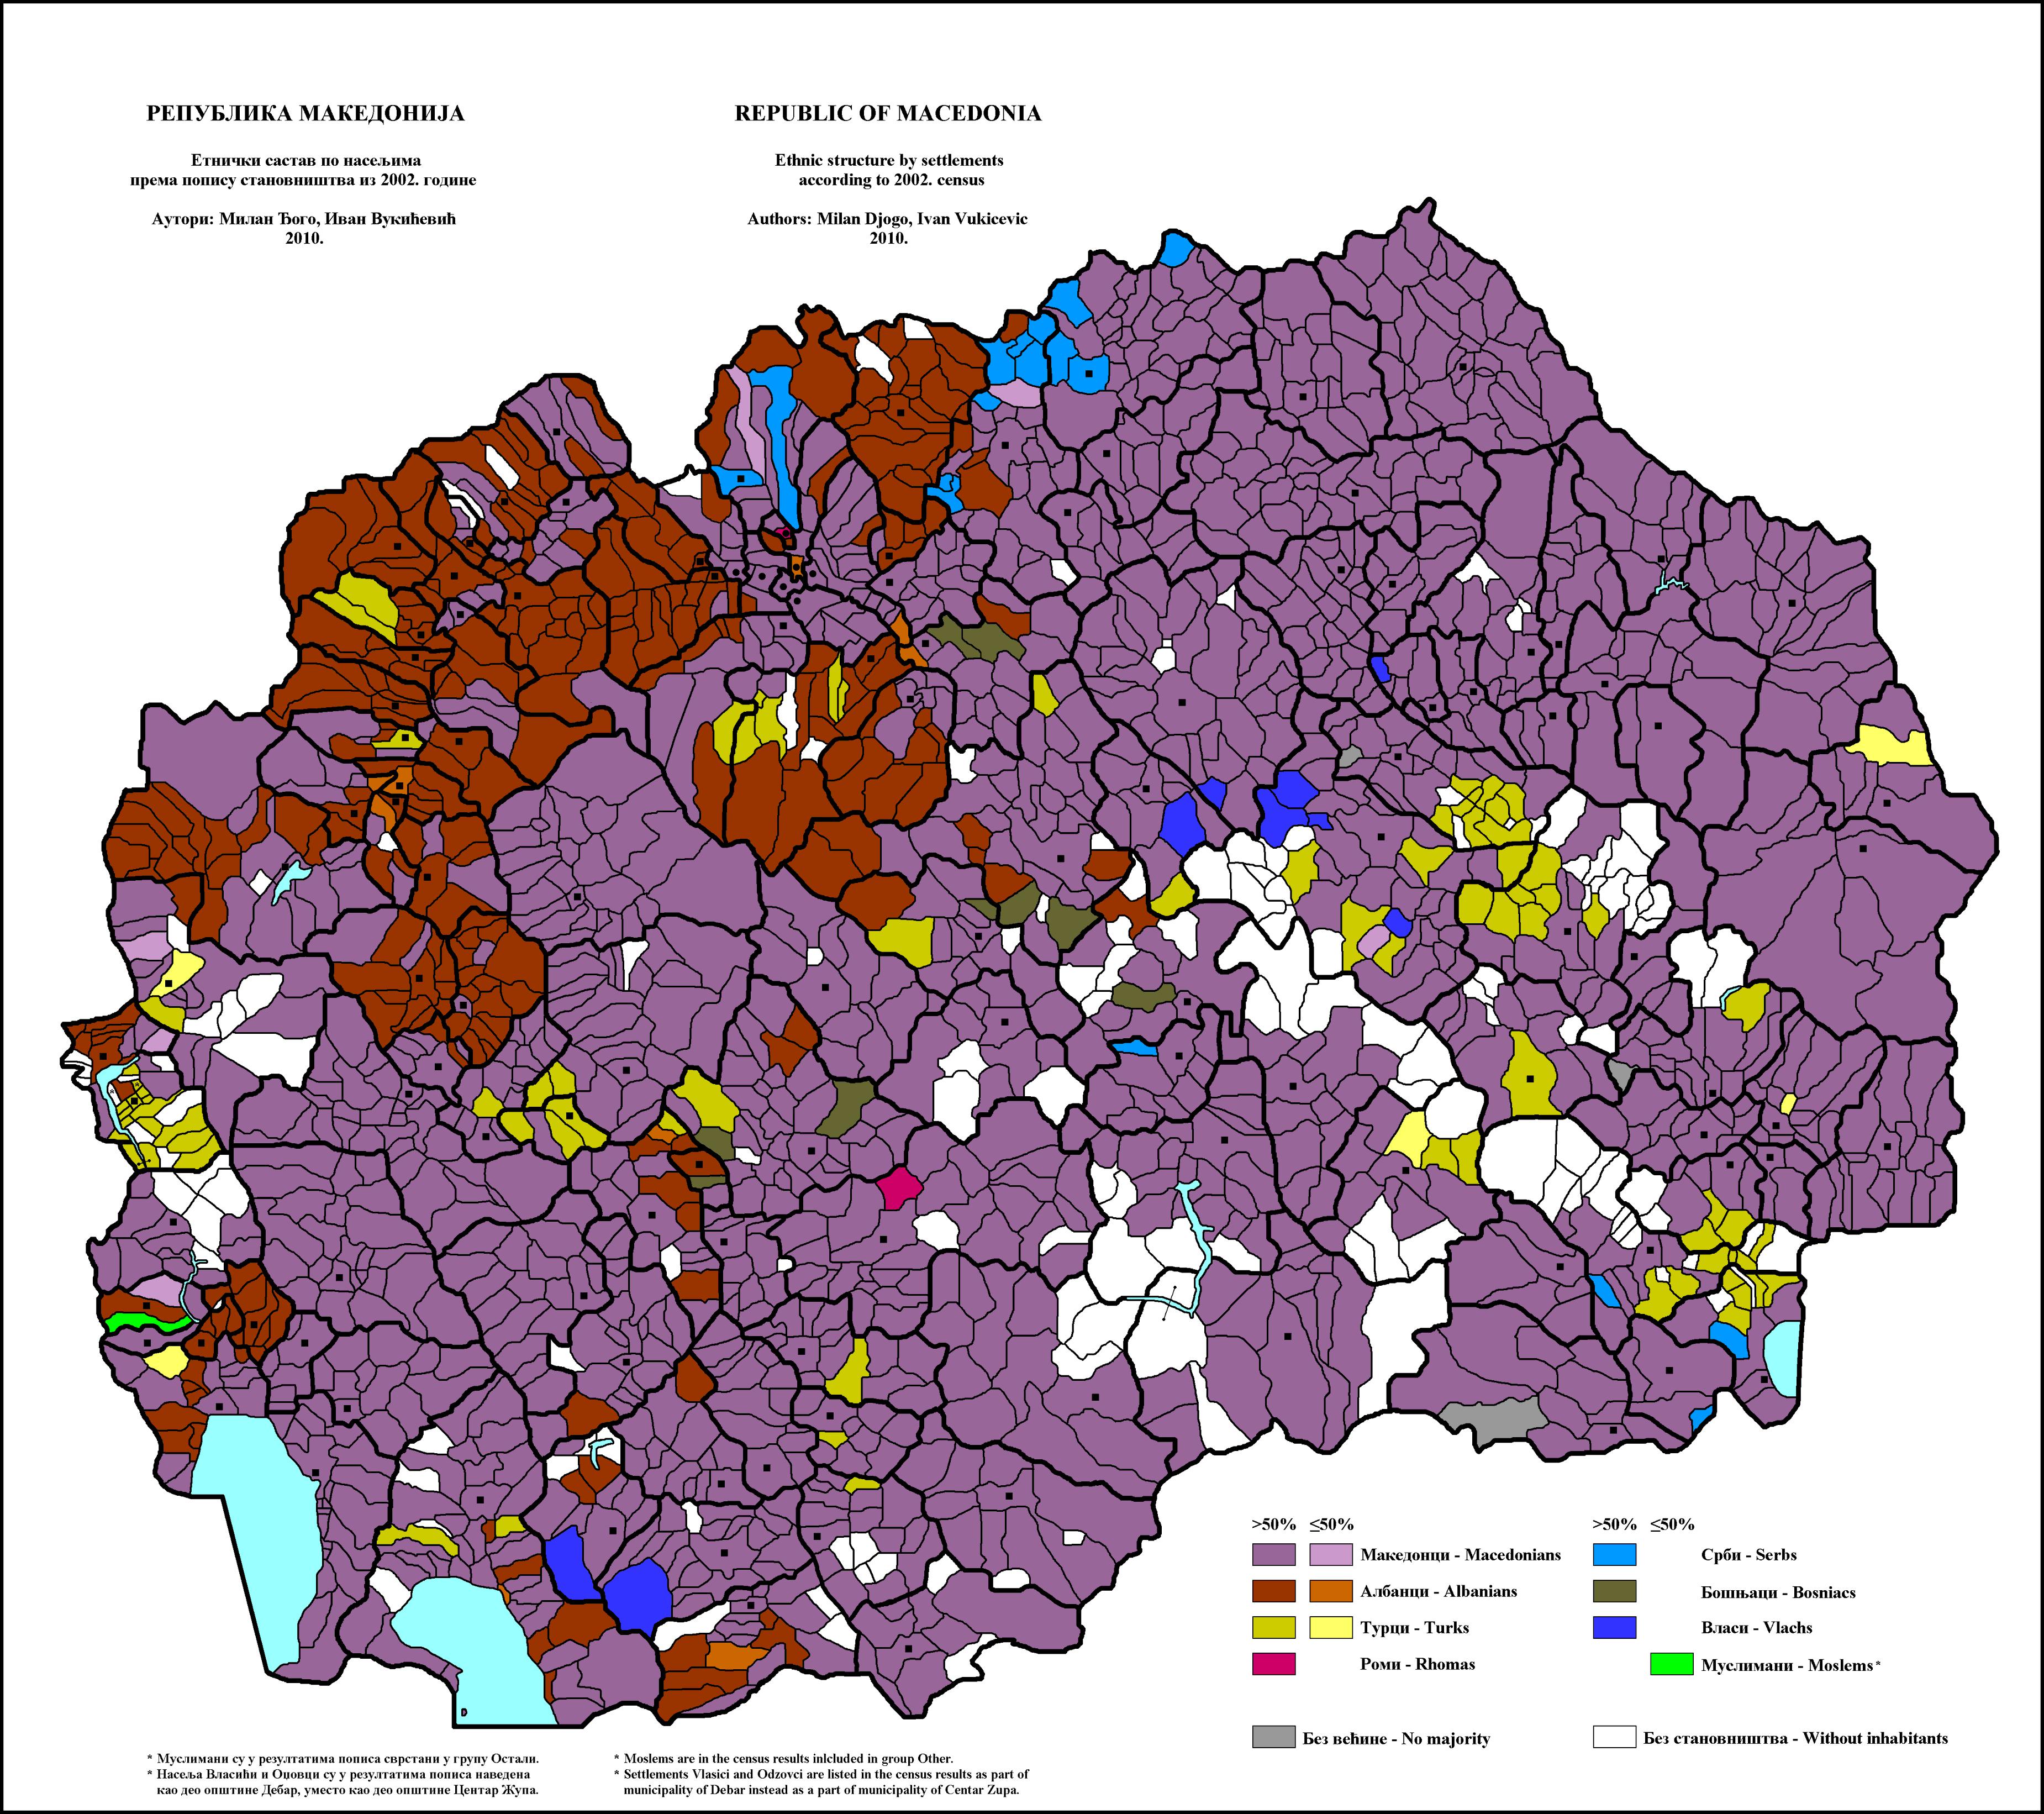 РЕПУБЛИКА МАКЕДОНИЈА
Етнички састав по насељима
према попису становништва из 2002. године
Аутори: Милан Ђого, Иван Вукићевић
2010.
REPUBLIC OF MACEDONIA
Ethnic structure by settlements
according to 2002. census
Authors: Milan Djogo, Ivan Vukicevic
2010.
>50% ≤50%
Македонци - Macedonians
Албанци - Albanians
Турци - Turks
Роми - Rhomas
>50% ≤50%
Срби - Serbs
Бошњаци - Bosniacs
Власи - Vlachs
Муслимани - Moslems*
Без већине - No majority
Без становништва - Without inhabitants
* Муслимани су у резултатима пописа сврстани у групу Остали.
* Насеља Власићи и Оџовци су у резултатима пописа наведена
као део општине Дебар, уместо као део општине Центар Жупа.
* Moslems are in the census results inlcluded in group Other.
* Settlements Vlasici and Odzovci are listed in the census results as part of
municipality of Debar instead as a part of municipality of Centar Zupa.